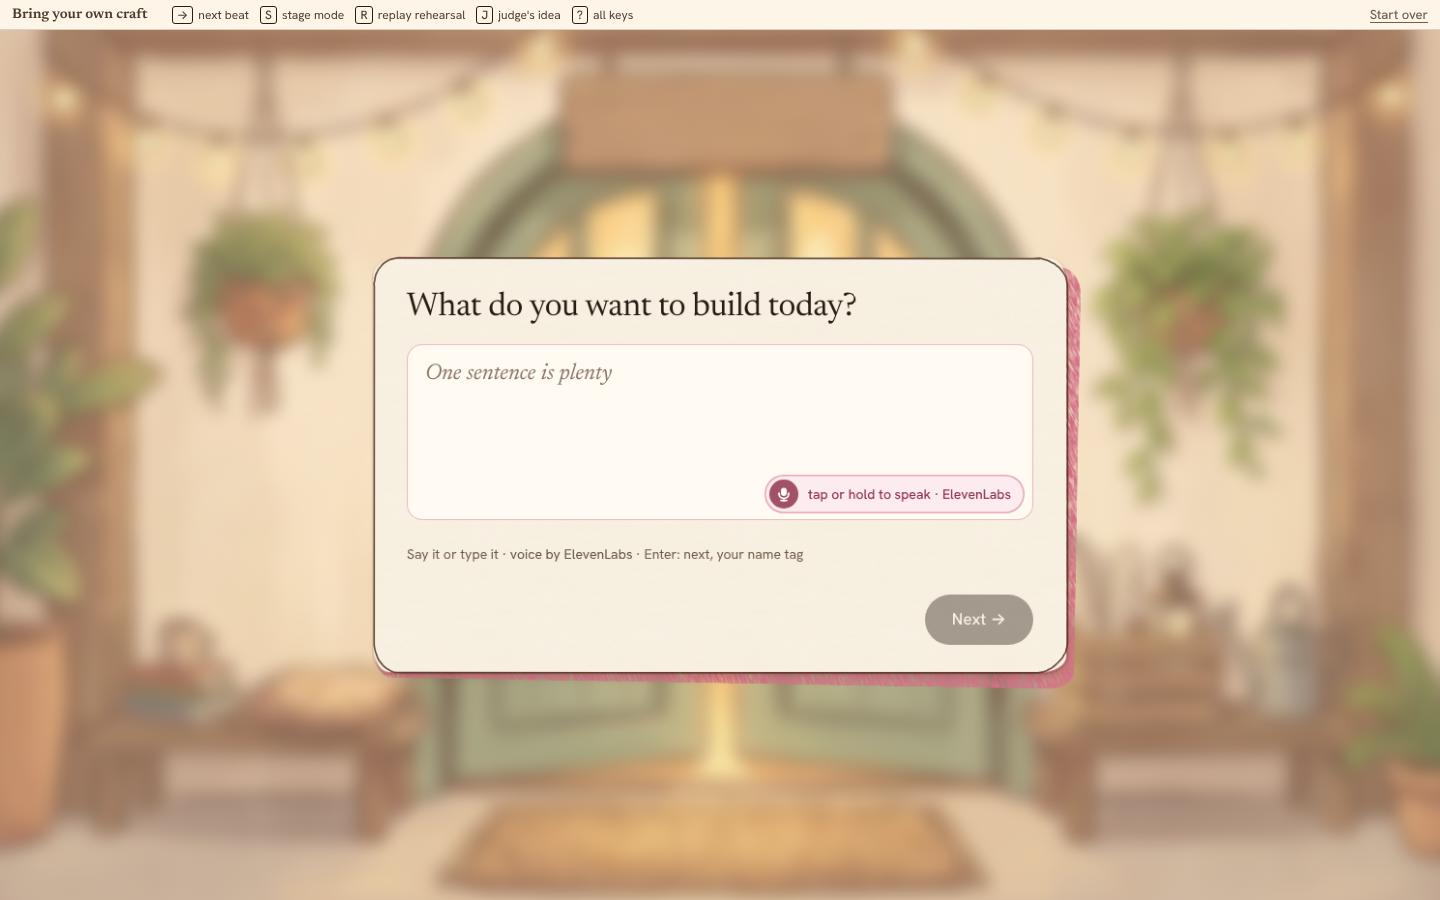 Bring your own craft → next beat S stage mode R replay rehearsal J judge's idea ? all keys Start over
What do you want to build today?
One sentence is plenty
tap or hold to speak · ElevenLabs
Say it or type it · voice by ElevenLabs · Enter: next, your name tag
Next →